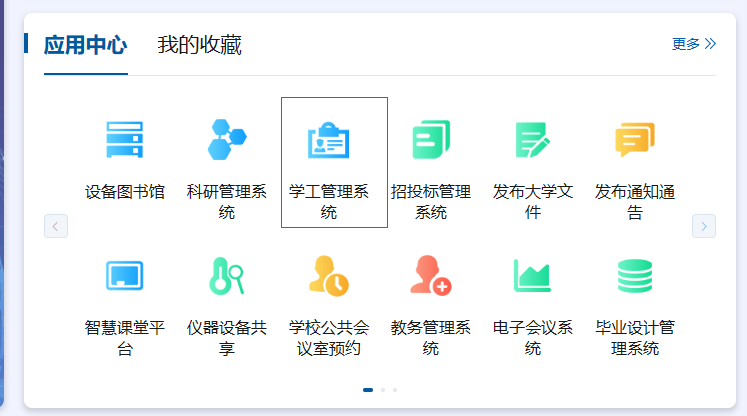 应用中心 我的收藏 更多
设备图书馆 科研管理系 学工管理系 招投标管理 发布大学文 发布通知通
统 统 系统 件 告
智慧课堂平 仪器设备共 学校公共会 教务管理系 电子会议系 毕业设计管
台 享 议室预约 统 统 理系统